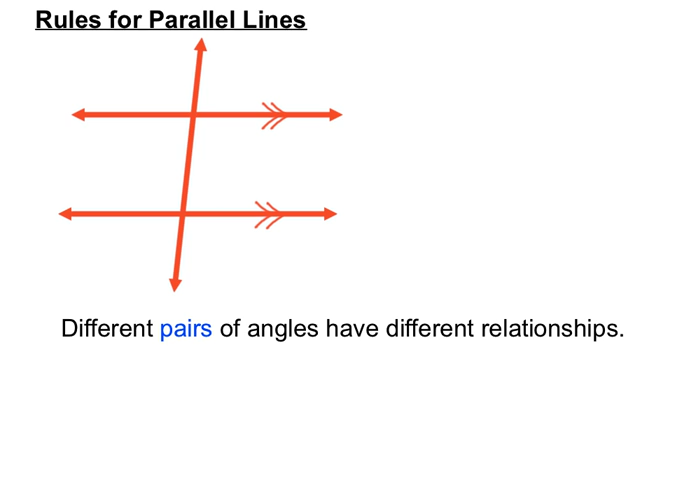 Rules for Parallel Lines
Different pairs of angles have different relationships.